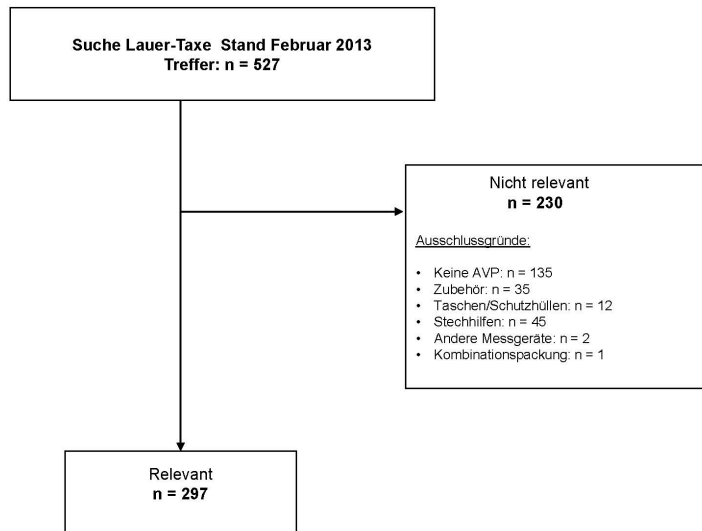 Suche Lauer-Taxe Stand Februar 2013
Treffer: n = 527
Nicht relevant
n = 230
Ausschlussgründe:
• Keine AVP: n = 135
• Zubehör: n = 35
• Taschen/Schutzhüllen: n = 12
• Stechhilfen: n = 45
• Andere Messgeräte: n = 2
• Kombinationspackung: n = 1
Relevant
n = 297